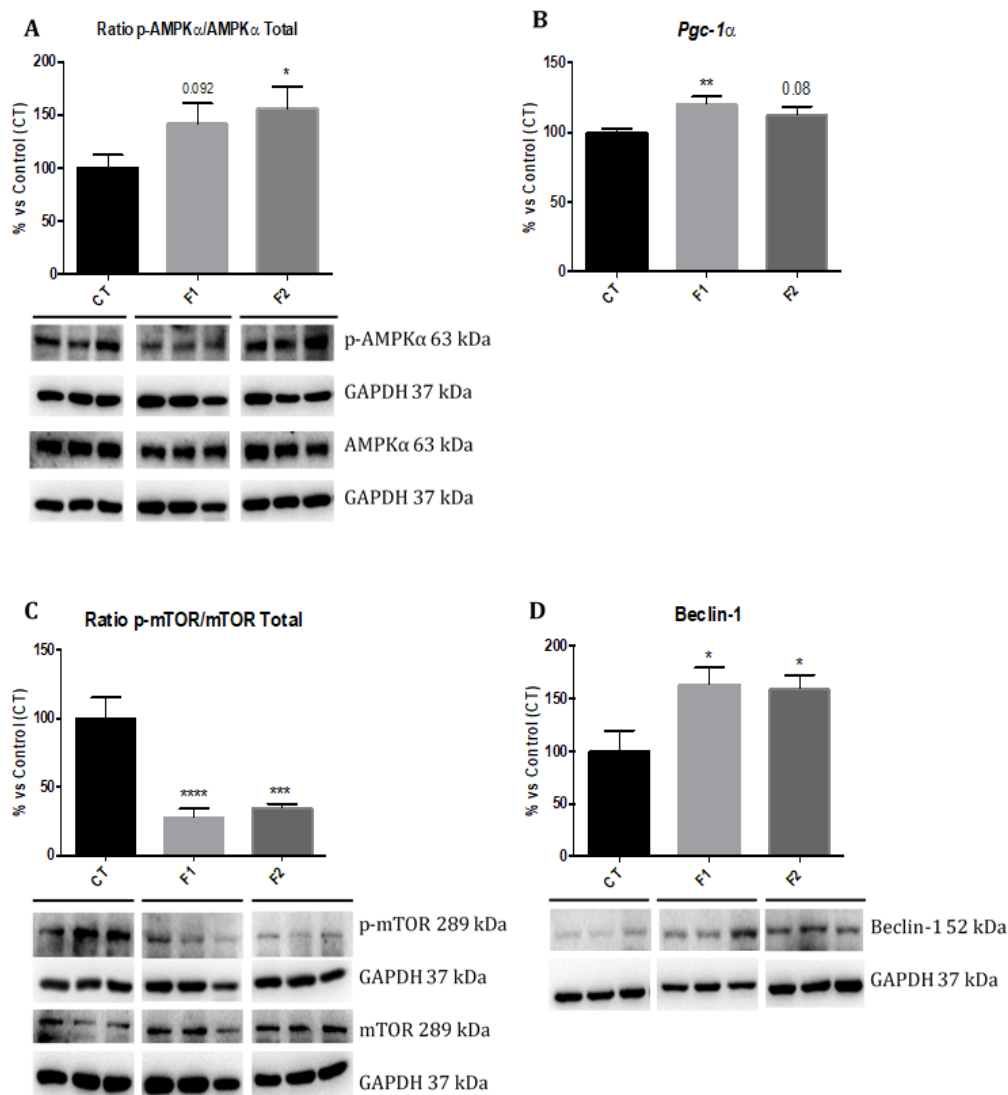 A
Ratio p-AMPKα/AMPKα Total
% vs Control (CT)
200
150
100
50
0
0.092
*
CT
F1
F2
p-AMPKα 63 kDa
GAPDH 37 kDa
AMPKα 63 kDa
GAPDH 37 kDa
B
Pgc-1α
% vs Control (CT)
150
100
50
0
**
0.08
CT
F1
F2
C
Ratio p-mTOR/mTOR Total
% vs Control (CT)
150
100
50
0
****
***
CT
F1
F2
p-mTOR 289 kDa
GAPDH 37 kDa
mTOR 289 kDa
GAPDH 37 kDa
D
Beclin-1
% vs Control (CT)
200
150
100
50
0
*
*
CT
F1
F2
Beclin-1 52 kDa
GAPDH 37 kDa